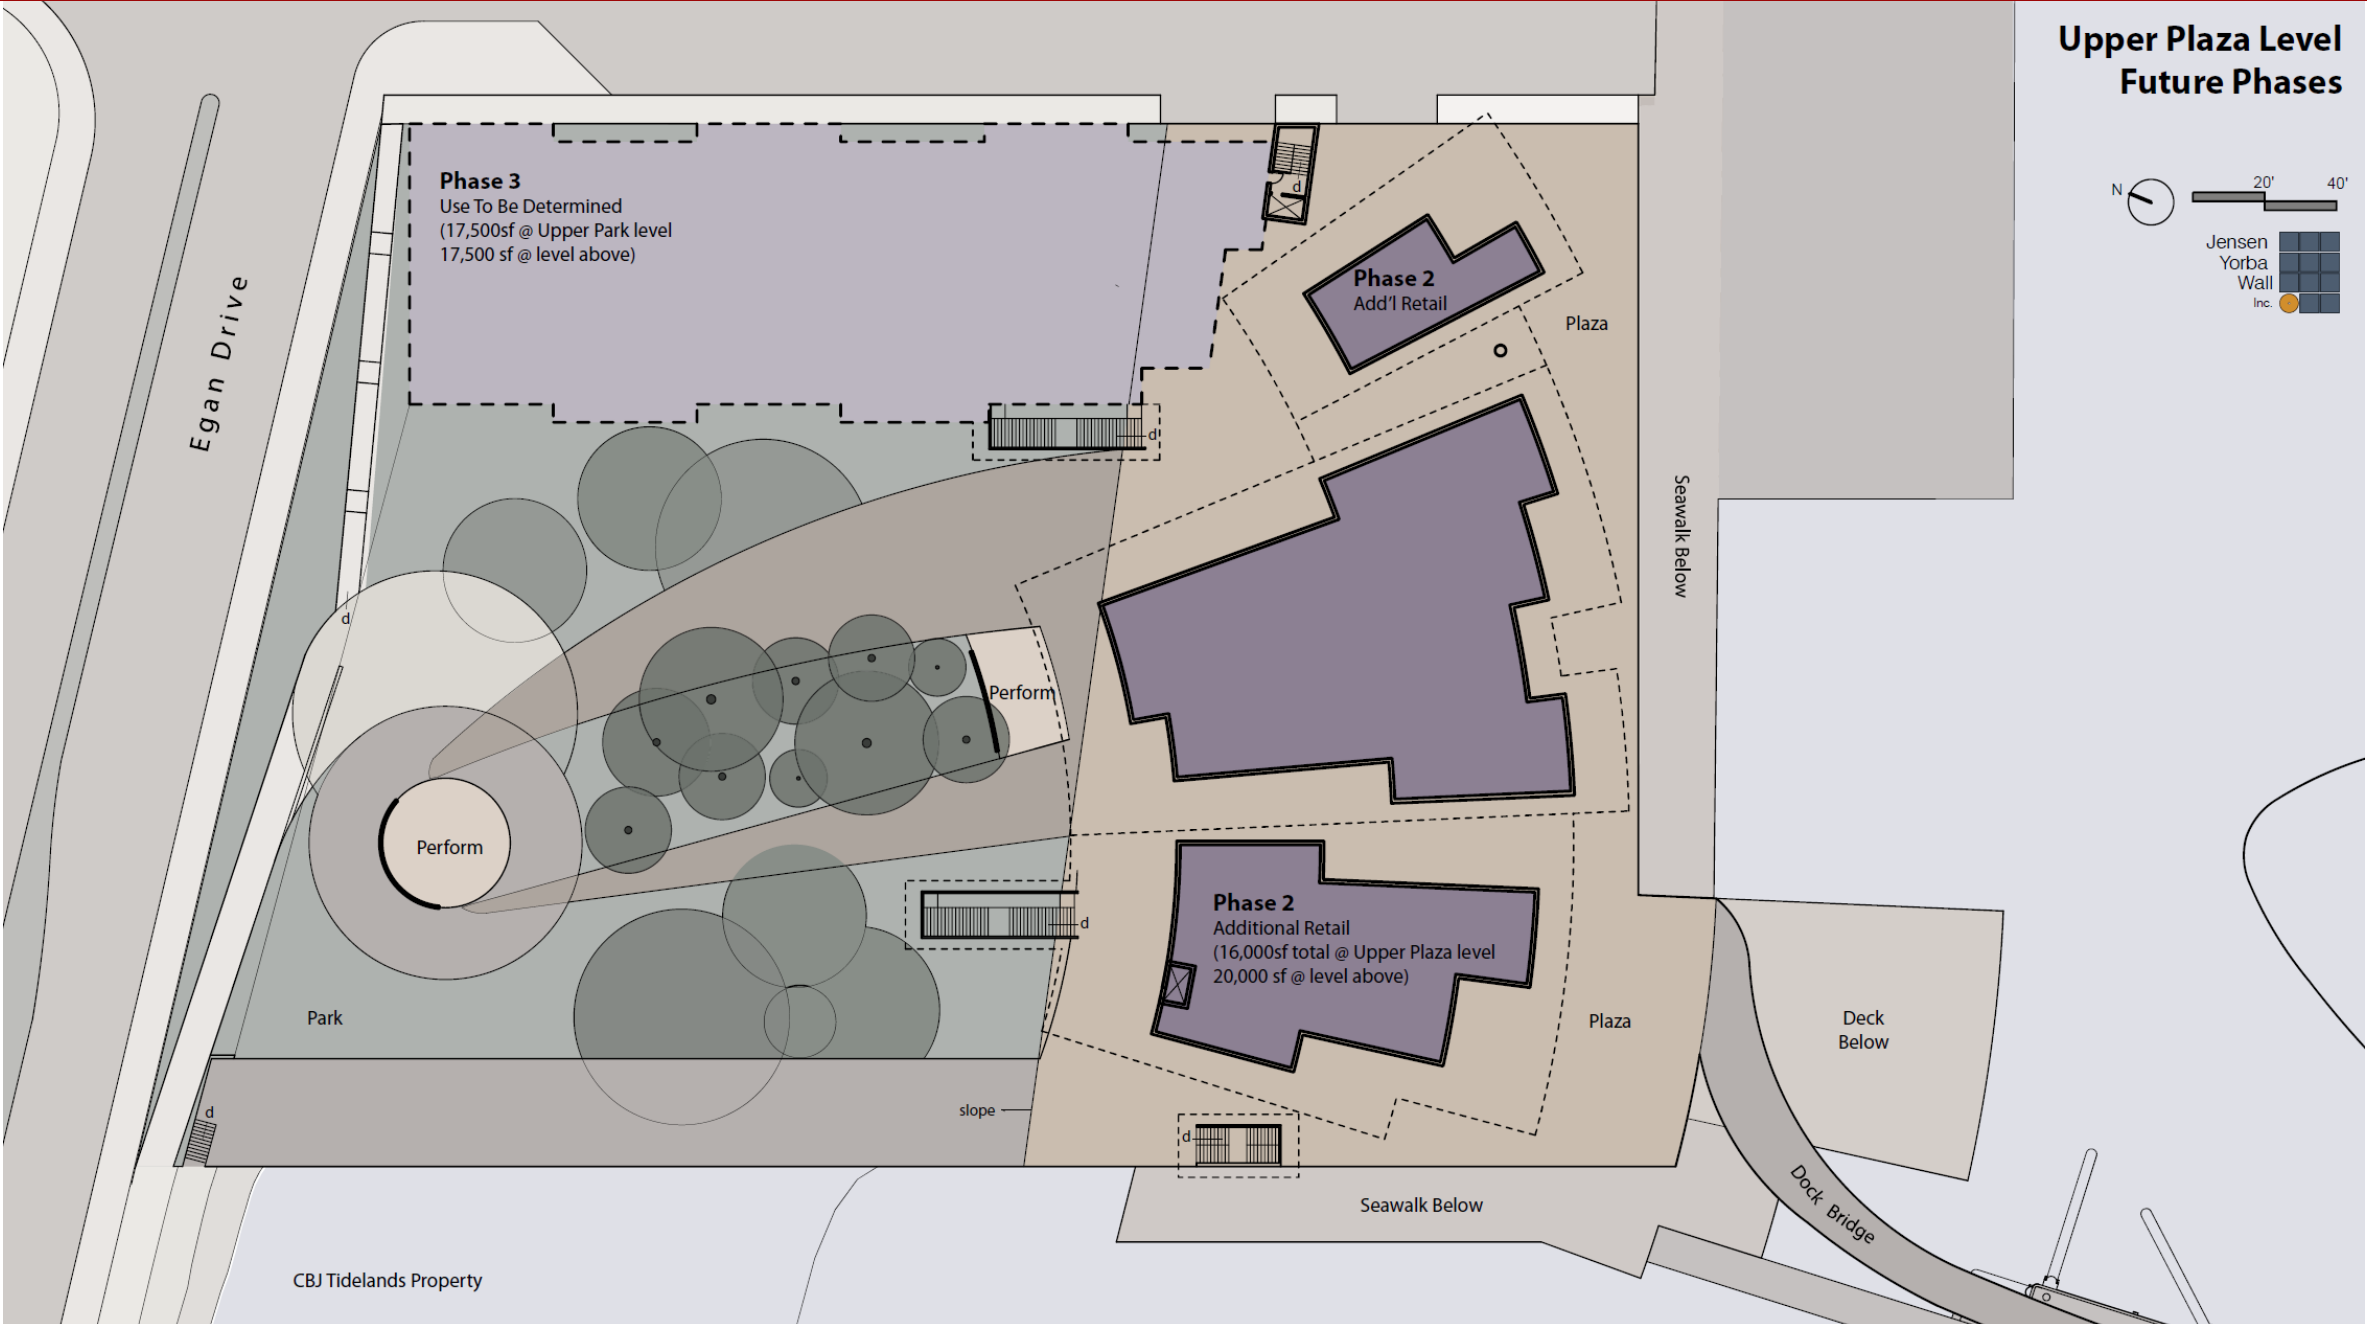 Upper Plaza Level
Future Phases
N
20'
40'
Jensen
Yorba
Wall
Inc.
Phase 3
Use To Be Determined
(17,500sf @ Upper Park level
17,500 sf @ level above)
d
Phase 2
Add'l Retail
Plaza
Egan Drive
d
Seawalk Below
d
Perform
Perform
Phase 2
Additional Retail
(16,000sf total @ Upper Plaza level
20,000 sf @ level above)
d
Park
Plaza
Deck
Below
d
slope
d
Seawalk Below
Dock Bridge
CBJ Tidelands Property